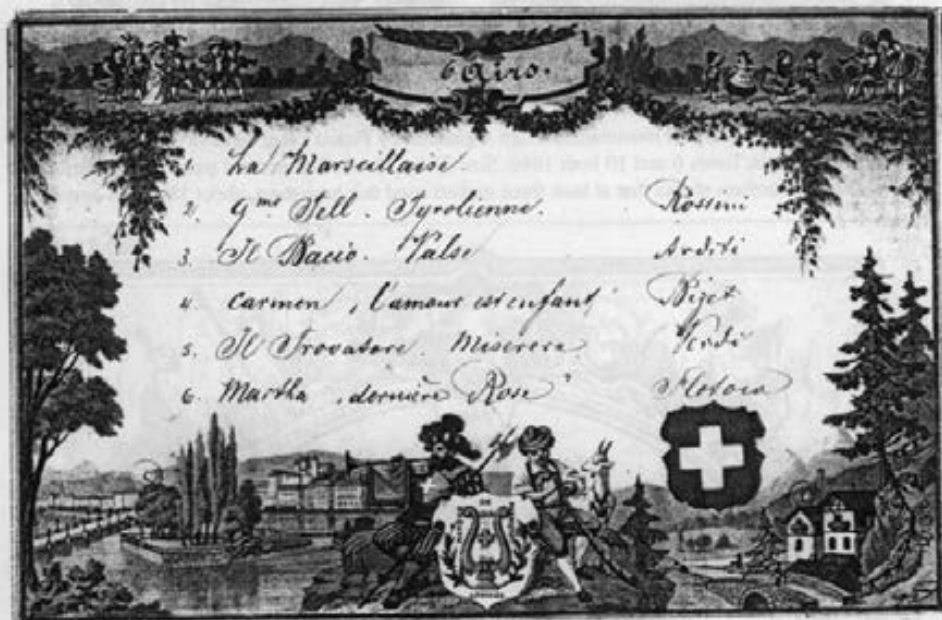 6 Airs.
1. La Marseillaise
2. Gme Tell. Tyrolienne. Rossini
3. Il Bacio. Valse Arditi
4. Carmen, l'amour est enfant" Bizet
5. Il Trovatore. Miserere Verdi
6. Martha, dernière Rose" Flotow